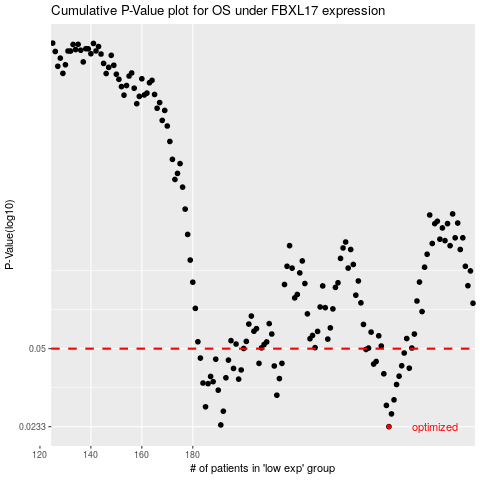 Cumulative P-Value plot for OS under FBXL17 expression
P-Value(log10)
0.05
0.0233
optimized
120 140 160 180
# of patients in 'low exp' group